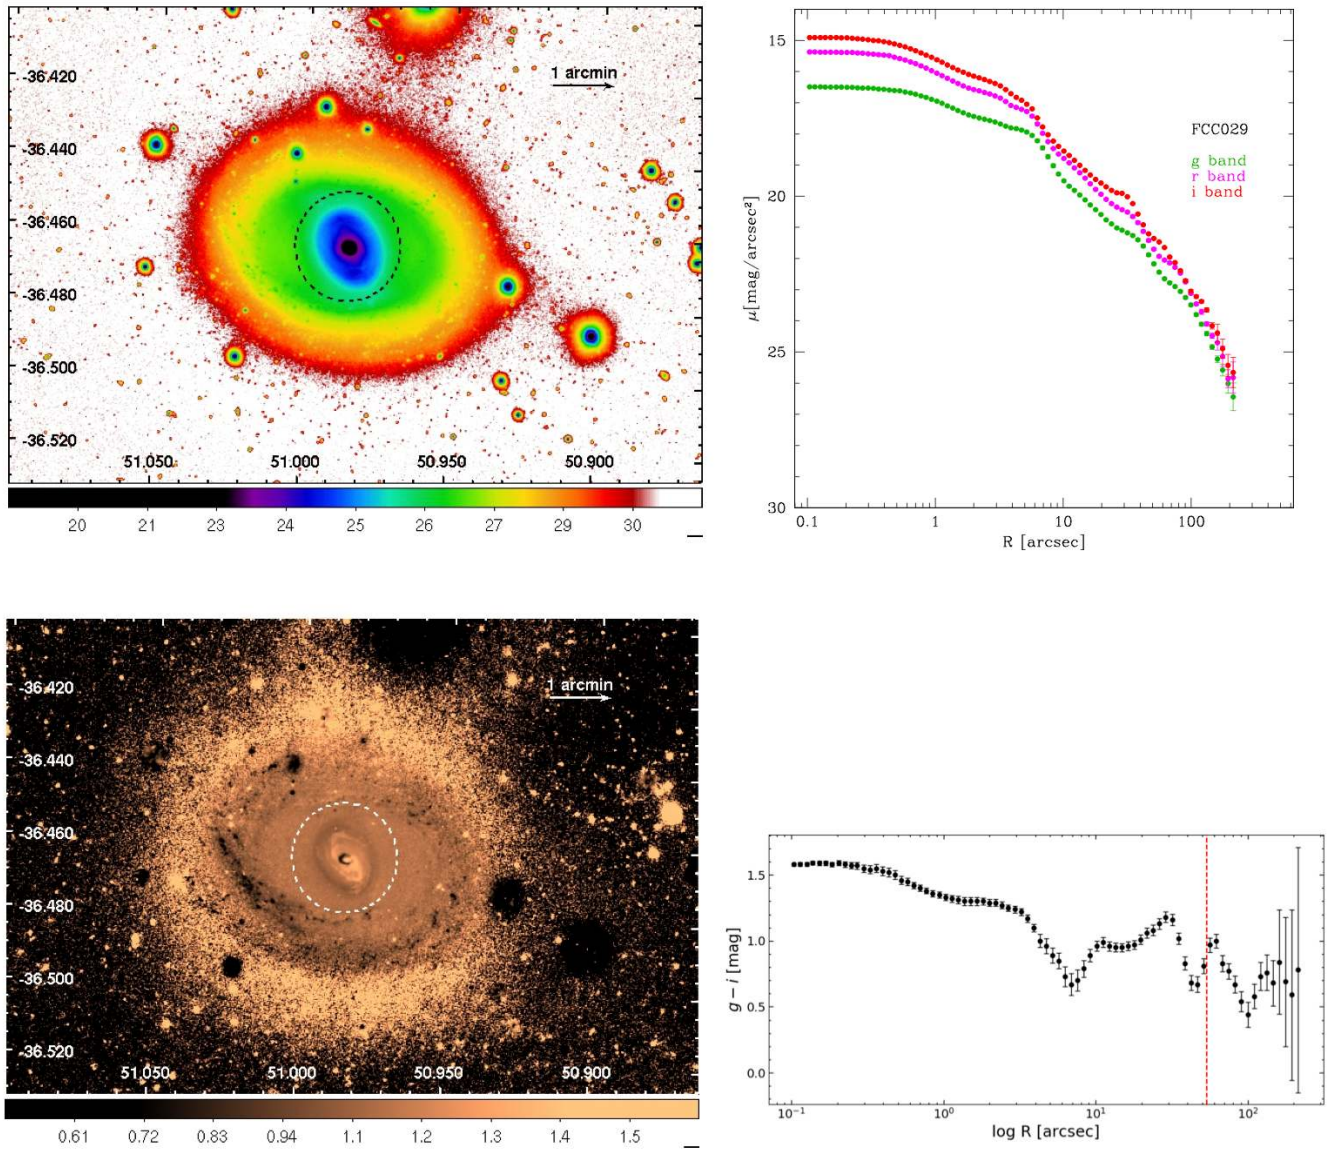 -36.420
-36.440
-36.460
-36.480
-36.500
-36.520
1 arcmin
51.050 51.000 50.950 50.900
20 21 23 24 25 26 27 29 30
15
20
25
30
μ[mag/arcsec²]
FCC029
g band
r band
i band
0.1 1 10 100
R [arcsec]
-36.420
-36.440
-36.460
-36.480
-36.500
-36.520
1 arcmin
51.050 51.000 50.950 50.900
0.61 0.72 0.83 0.94 1.1 1.2 1.3 1.4 1.5
1.5
1.0
0.5
0.0
g − i [mag]
10⁻¹ 10⁰ 10¹ 10²
log R [arcsec]